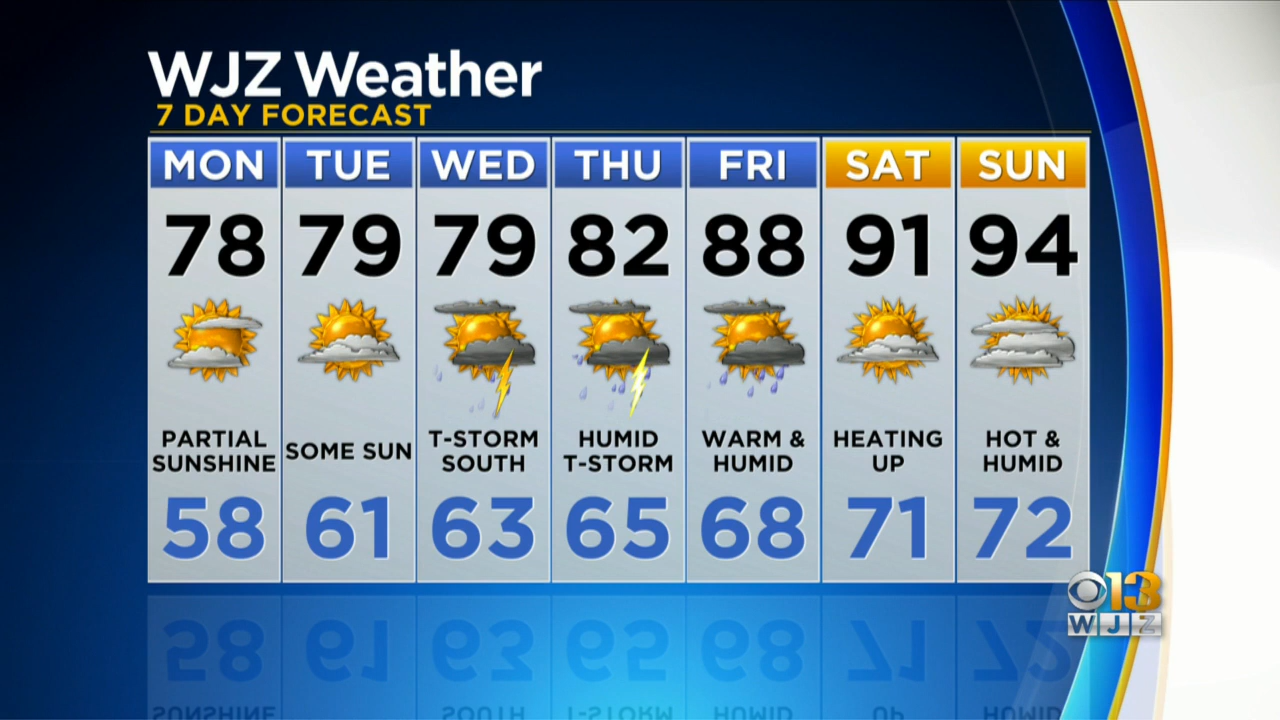 WJZ Weather
7 DAY FORECAST
MON TUE WED THU FRI SAT SUN
78 79 79 82 88 91 94
PARTIAL SUNSHINE
SOME SUN
T-STORM SOUTH
HUMID T-STORM
WARM & HUMID
HEATING UP
HOT & HUMID
58 61 63 65 68 71 72
13
WJZ